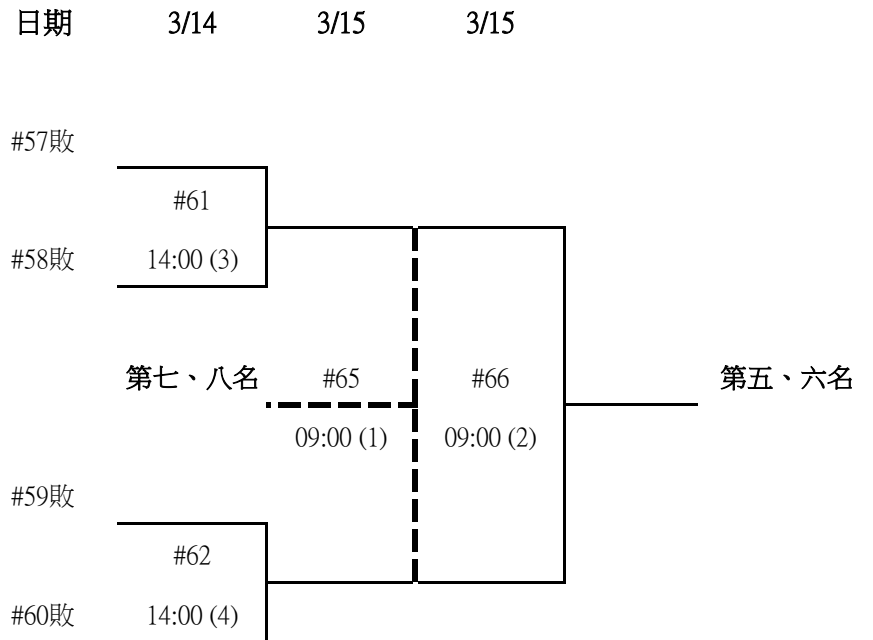 日期 3/14 3/15 3/15
#57敗
#61
#58敗 14:00 (3)
第七、八名 #65 #66 第五、六名
09:00 (1) 09:00 (2)
#59敗
#62
#60敗 14:00 (4)